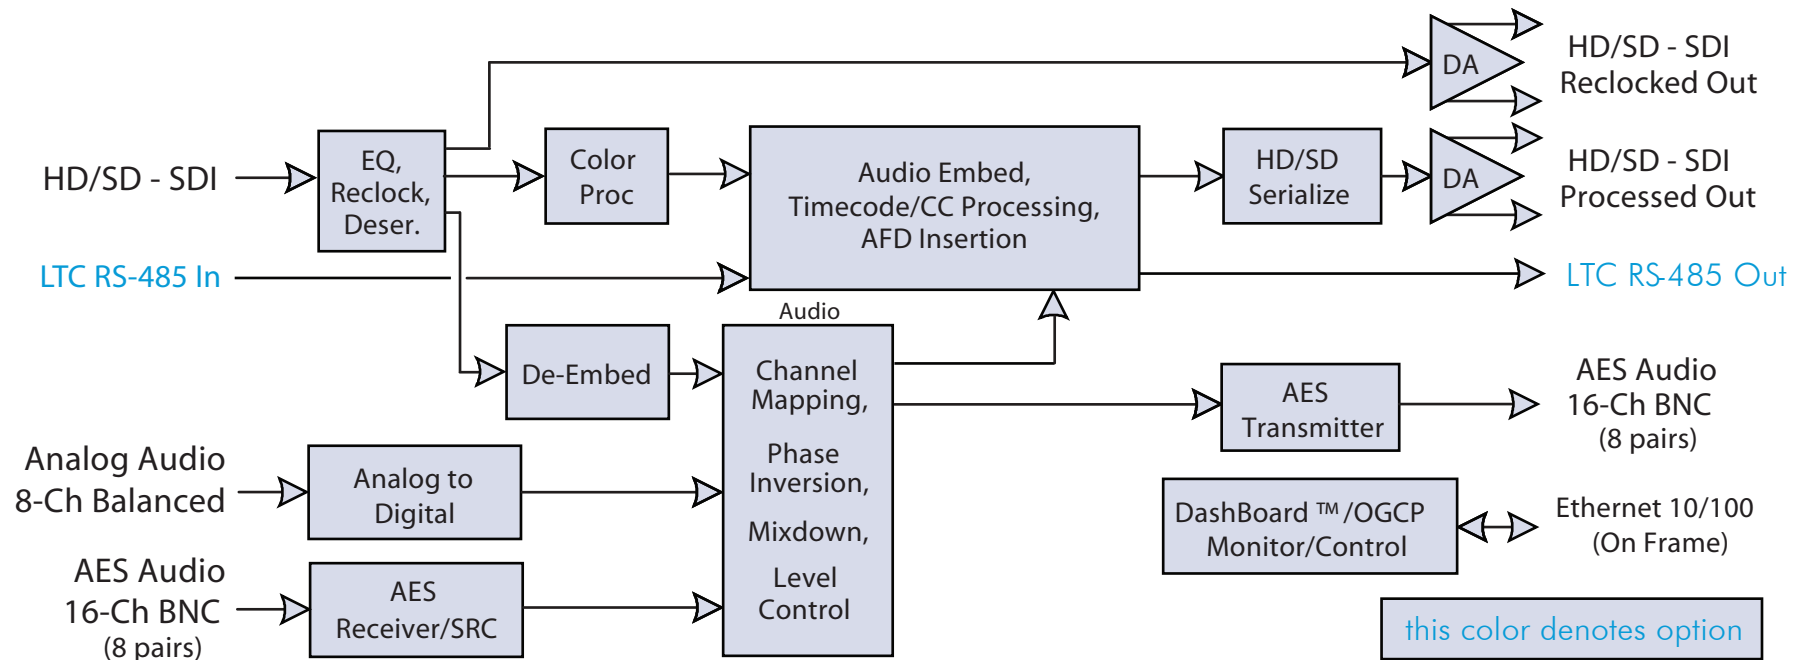 HD/SD - SDI
Reclocked Out
DA
HD/SD - SDI
EQ,
Reclock,
Deser.
Color
Proc
Audio Embed,
Timecode/CC Processing,
AFD Insertion
HD/SD
Serialize
DA
HD/SD - SDI
Processed Out
LTC RS-485 In
LTC RS-485 Out
Audio
De-Embed
Channel
Mapping,
Phase
Inversion,
Mixdown,
Level
Control
AES
Transmitter
AES Audio
16-Ch BNC
(8 pairs)
Analog Audio
8-Ch Balanced
Analog to
Digital
DashBoard ™/OGCP
Monitor/Control
Ethernet 10/100
(On Frame)
AES Audio
16-Ch BNC
(8 pairs)
AES
Receiver/SRC
this color denotes option